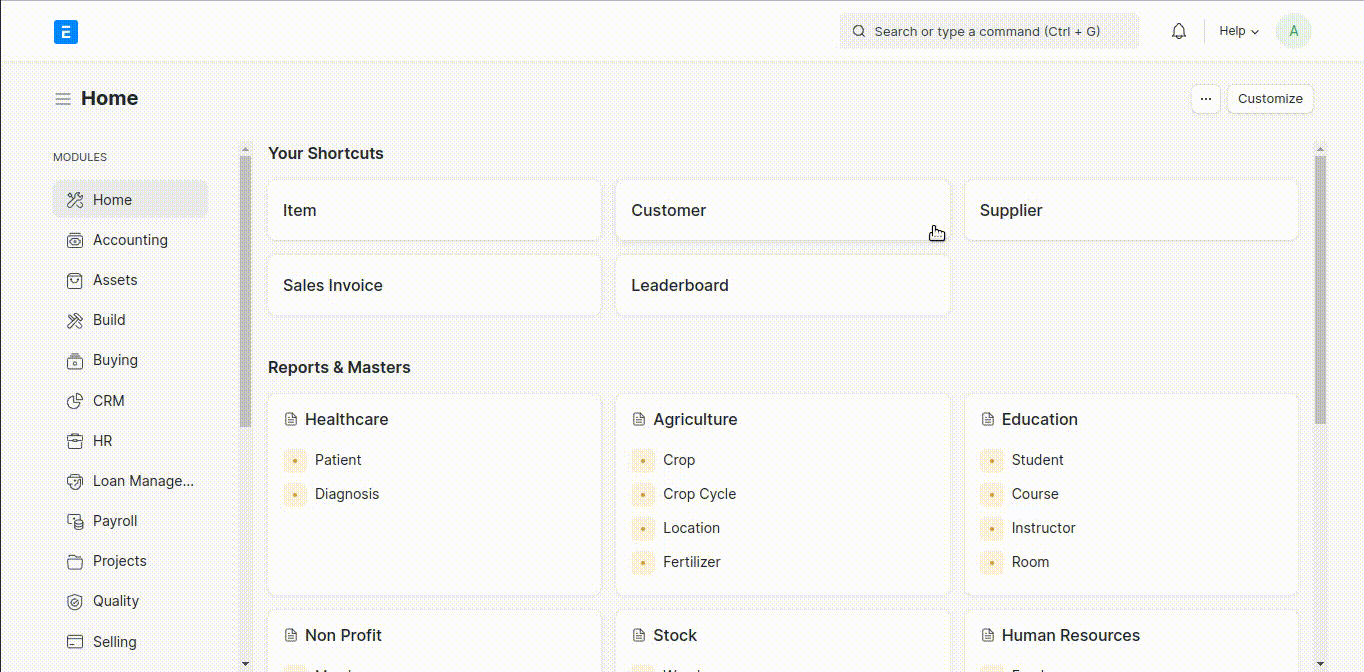 E
Search or type a command (Ctrl + G)
Help
A
Home
Customize
MODULES
Home
Accounting
Assets
Build
Buying
CRM
HR
Loan Manage...
Payroll
Projects
Quality
Selling
Your Shortcuts
Item
Customer
Supplier
Sales Invoice
Leaderboard
Reports & Masters
Healthcare
Patient
Diagnosis
Agriculture
Crop
Crop Cycle
Location
Fertilizer
Education
Student
Course
Instructor
Room
Non Profit
Stock
Human Resources